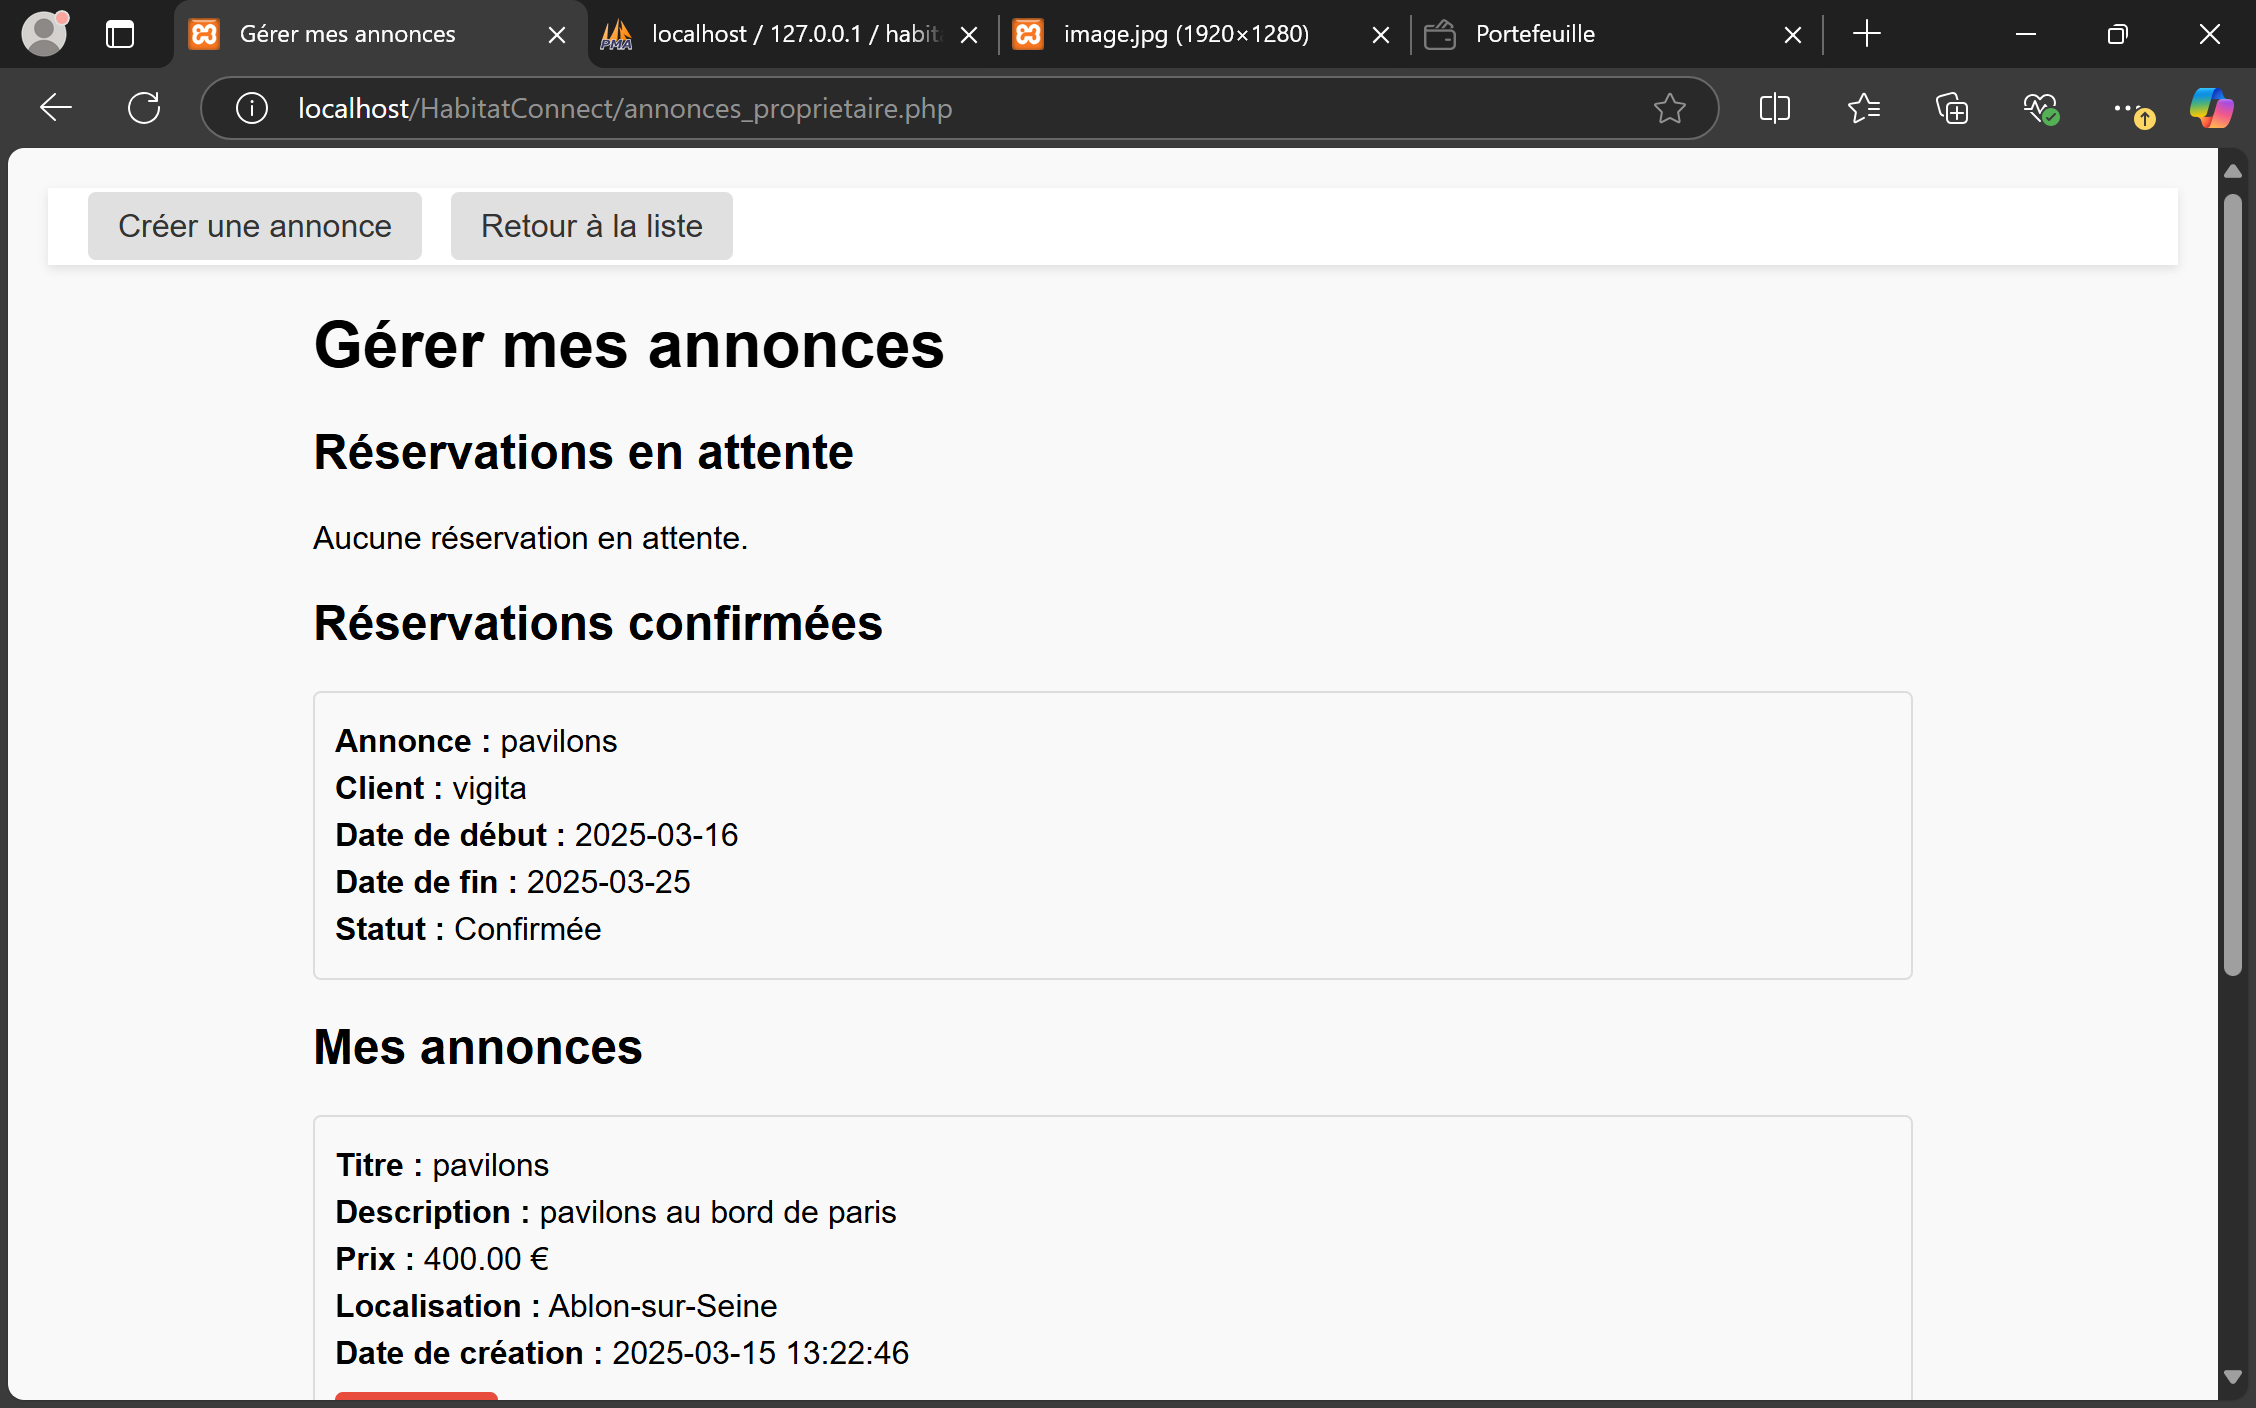 Gérer mes annonces
localhost / 127.0.0.1 / habit
image.jpg (1920×1280)
Portefeuille
localhost/HabitatConnect/annonces_proprietaire.php
Créer une annonce
Retour à la liste
Gérer mes annonces
Réservations en attente
Aucune réservation en attente.
Réservations confirmées
Annonce : pavilons
Client : vigita
Date de début : 2025-03-16
Date de fin : 2025-03-25
Statut : Confirmée
Mes annonces
Titre : pavilons
Description : pavilons au bord de paris
Prix : 400.00 €
Localisation : Ablon-sur-Seine
Date de création : 2025-03-15 13:22:46